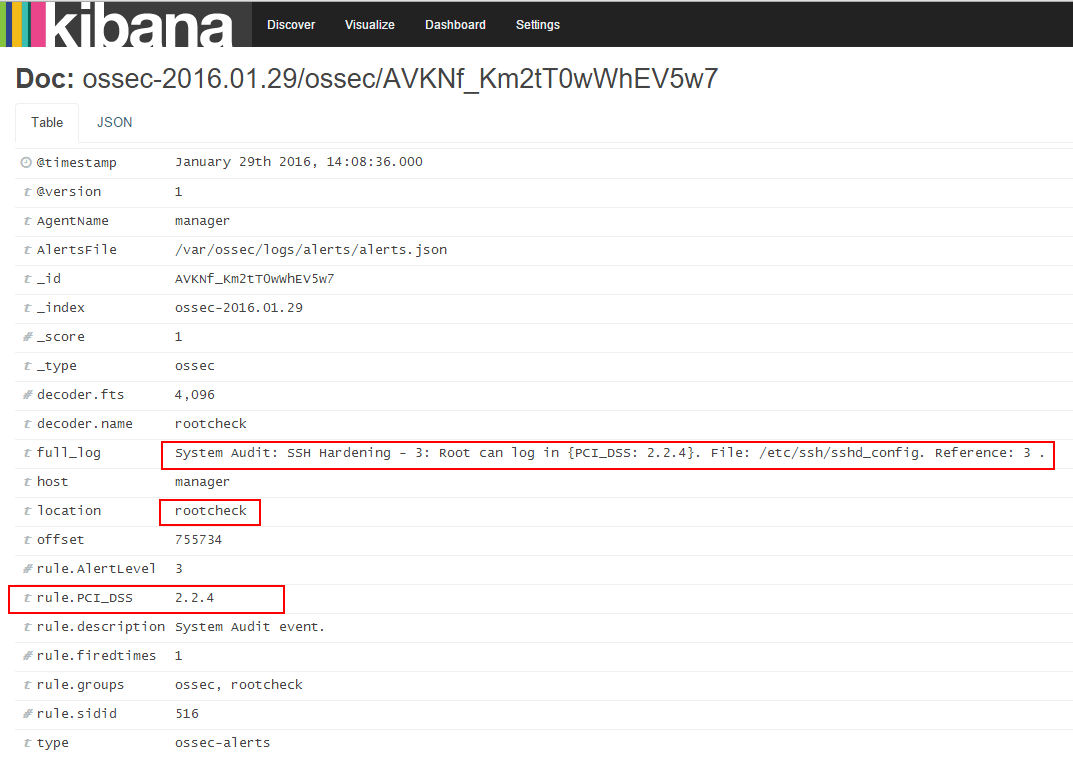 kibana Discover Visualize Dashboard Settings
Doc: ossec-2016.01.29/ossec/AVKNf_Km2tT0wWhEV5w7
Table JSON
@timestamp January 29th 2016, 14:08:36.000
t @version 1
t AgentName manager
t AlertsFile /var/ossec/logs/alerts/alerts.json
t _id AVKNf_Km2tT0wWhEV5w7
t _index ossec-2016.01.29
# _score 1
t _type ossec
# decoder.fts 4,096
t decoder.name rootcheck
t full_log System Audit: SSH Hardening - 3: Root can log in {PCI_DSS: 2.2.4}. File: /etc/ssh/sshd_config. Reference: 3 .
t host manager
t location rootcheck
t offset 755734
# rule.AlertLevel 3
t rule.PCI_DSS 2.2.4
t rule.description System Audit event.
# rule.firedtimes 1
t rule.groups ossec, rootcheck
# rule.sidid 516
t type ossec-alerts